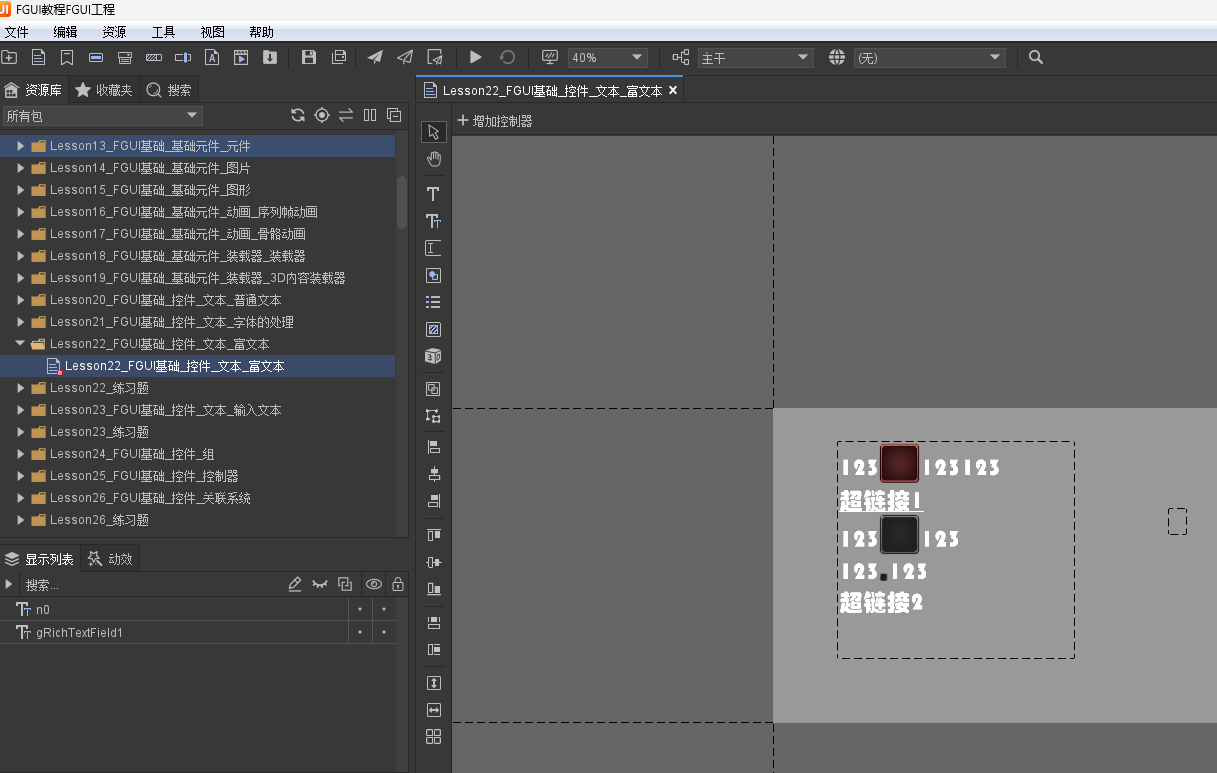 FGUI教程FGUI工程
文件 编辑 资源 工具 视图 帮助
40% 主干 (无)
资源库 收藏夹 搜索
Lesson22_FGUI基础_控件_文本_富文本 ×
所有包
增加控制器
Lesson13_FGUI基础_基础元件_元件
Lesson14_FGUI基础_基础元件_图片
Lesson15_FGUI基础_基础元件_图形
Lesson16_FGUI基础_基础元件_动画_序列帧动画
Lesson17_FGUI基础_基础元件_动画_骨骼动画
Lesson18_FGUI基础_基础元件_装载器_装载器
Lesson19_FGUI基础_基础元件_装载器_3D内容装载器
Lesson20_FGUI基础_控件_文本_普通文本
Lesson21_FGUI基础_控件_文本_字体的处理
Lesson22_FGUI基础_控件_文本_富文本
Lesson22_FGUI基础_控件_文本_富文本
Lesson22_练习题
Lesson23_FGUI基础_控件_文本_输入文本
Lesson23_练习题
Lesson24_FGUI基础_控件_组
Lesson25_FGUI基础_控件_控制器
Lesson26_FGUI基础_控件_关联系统
Lesson26_练习题
显示列表 动效
搜索...
n0
gRichTextField1
123 123123
超链接1
123 123
123 123
超链接2